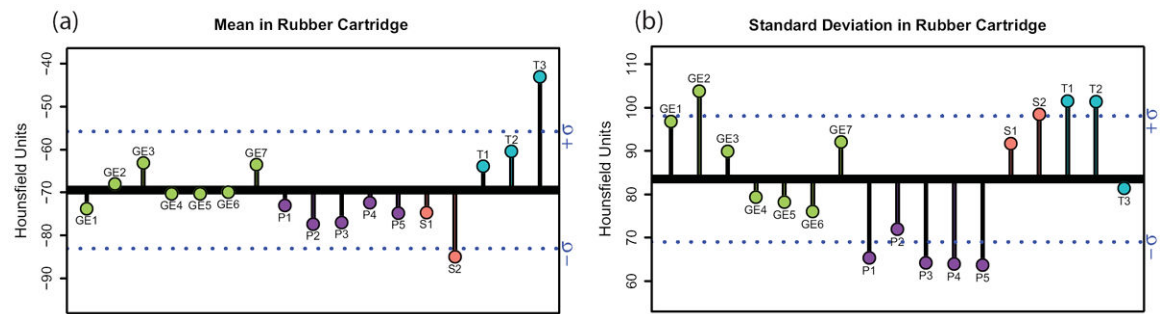 (a)
Mean in Rubber Cartridge
Hounsfield Units
−40
−50
−60
−70
−80
−90
GE1
GE2
GE3
GE4
GE5
GE6
GE7
P1
P2
P3
P4
P5
S1
S2
T1
T2
T3
+σ
−σ
(b)
Standard Deviation in Rubber Cartridge
Hounsfield Units
110
100
90
80
70
60
GE1
GE2
GE3
GE4
GE5
GE6
GE7
P1
P2
P3
P4
P5
S1
S2
T1
T2
T3
+σ
−σ